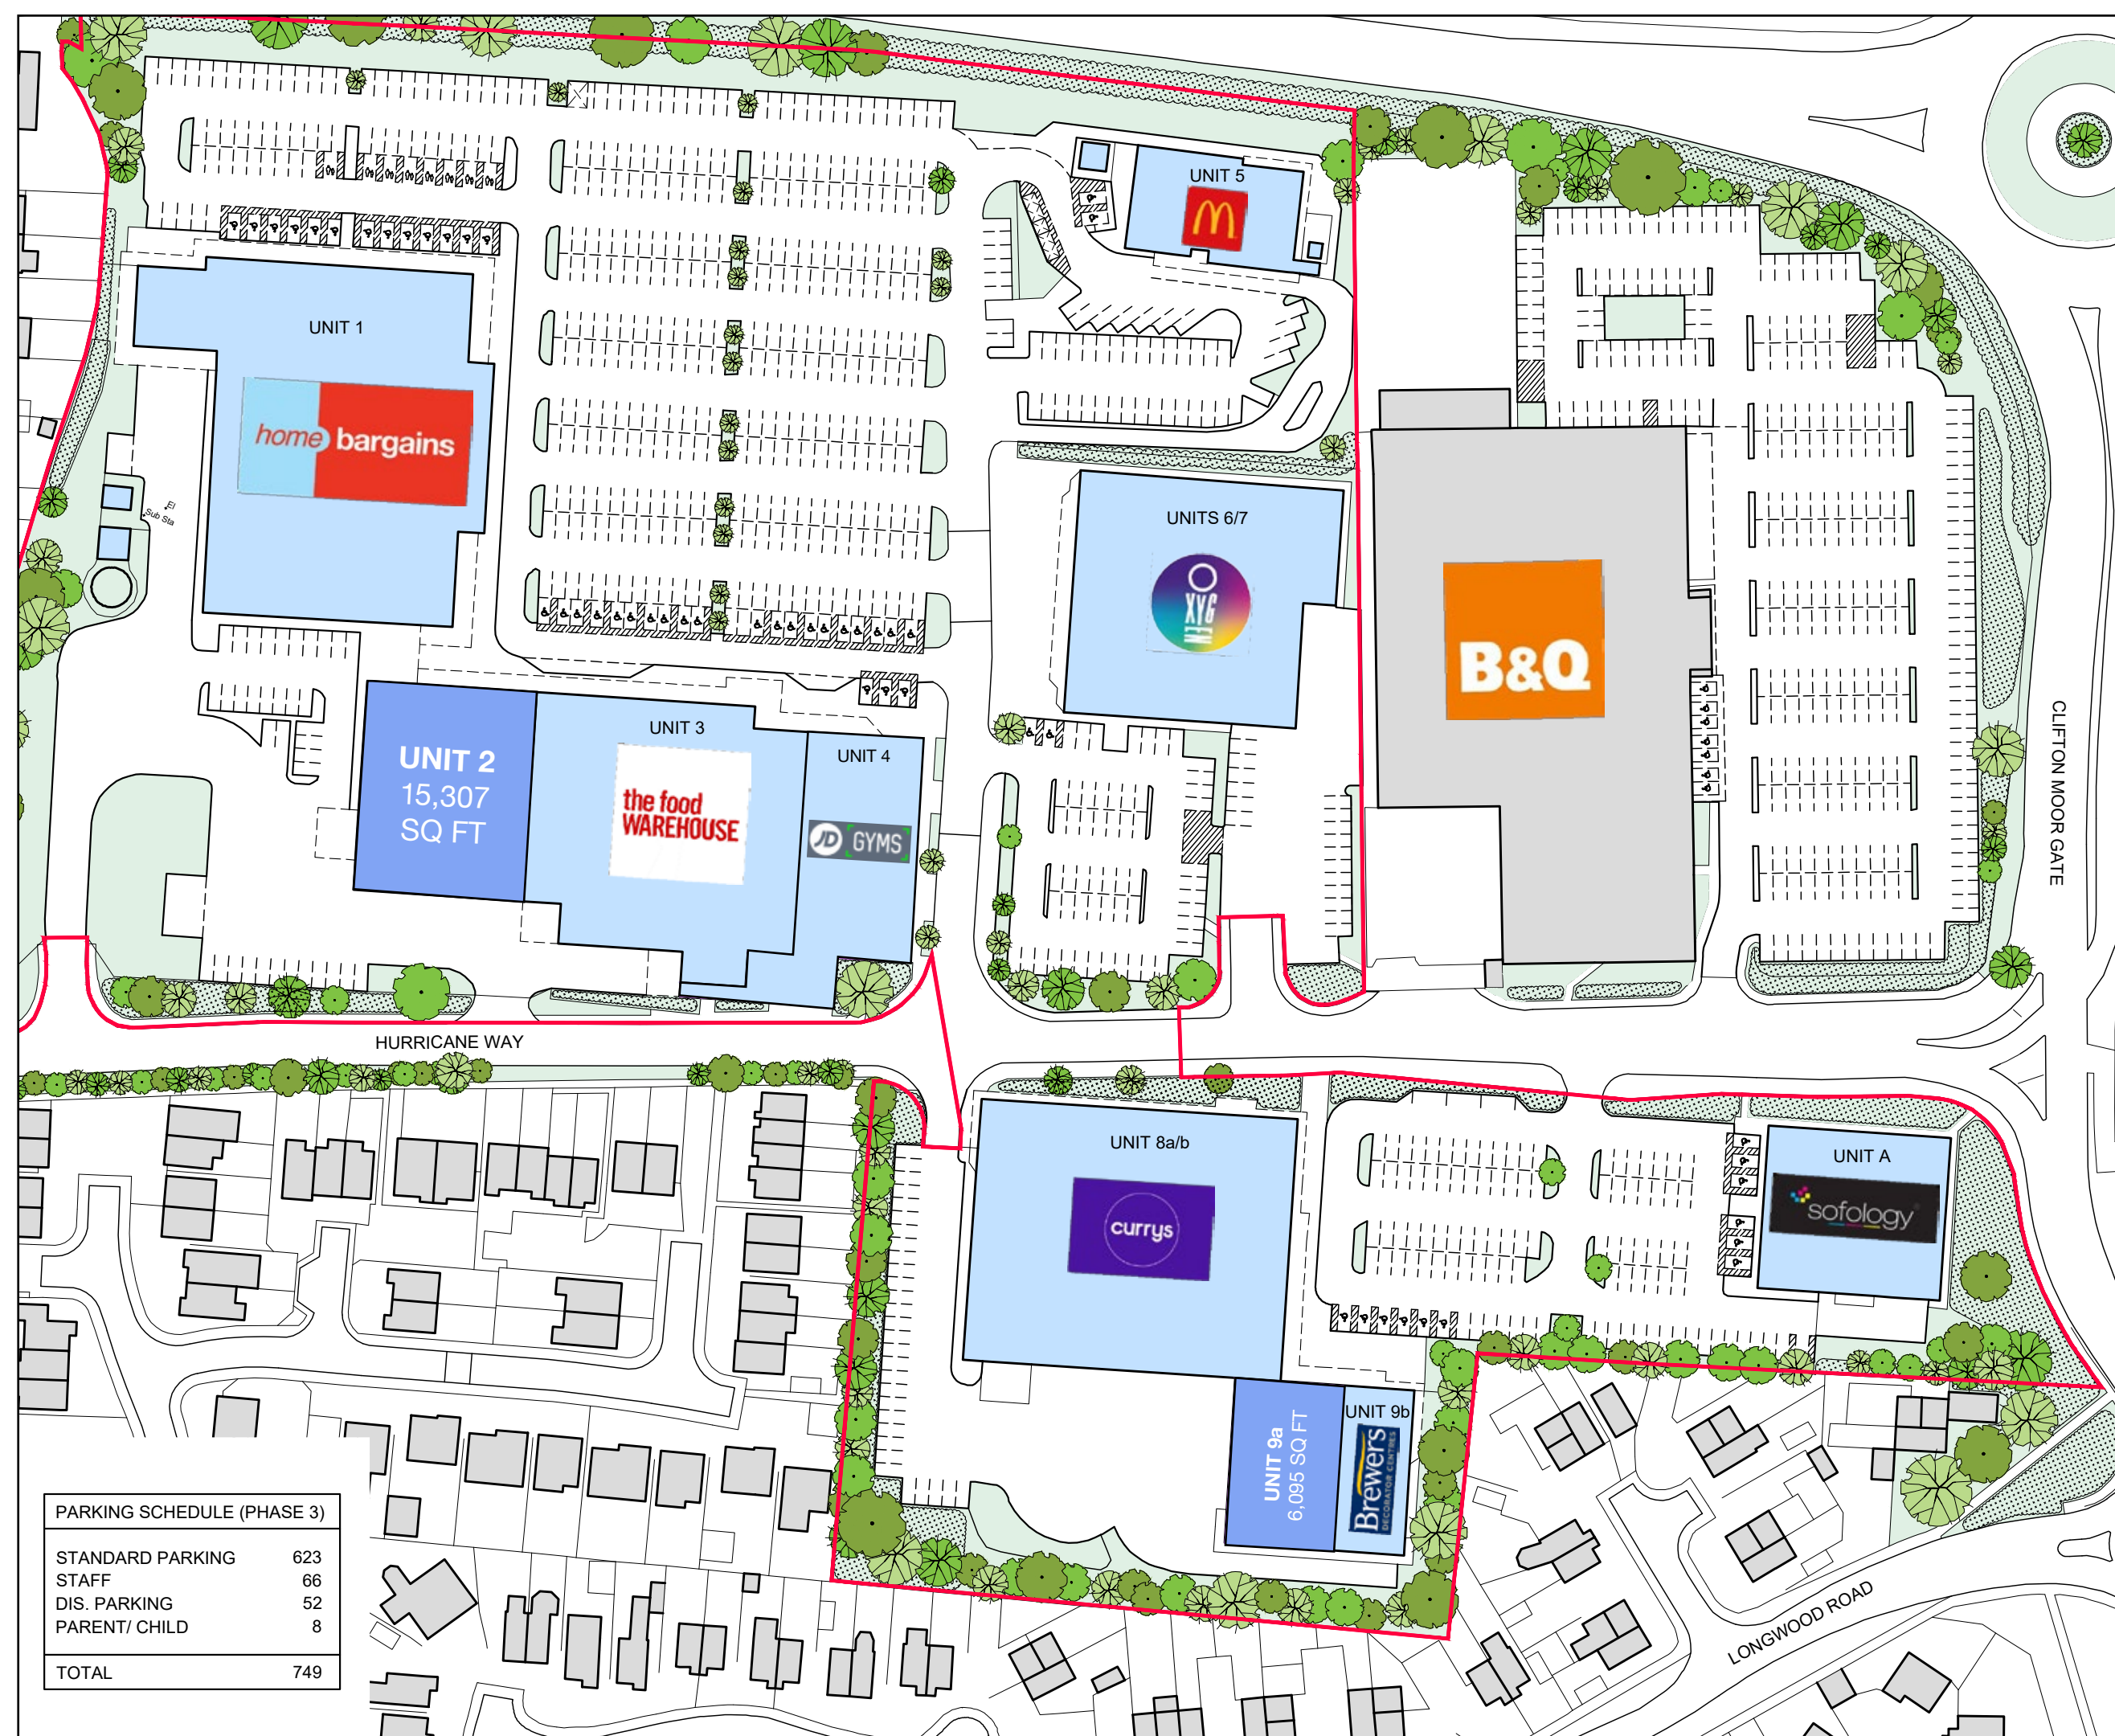 UNIT 5
UNIT 1
home bargains
El
Sub Sta
UNITS 6/7
OXYGEN
B&Q
UNIT 2
15,307
SQ FT
UNIT 3
the food
WAREHOUSE
UNIT 4
JD GYMS
CLIFTON MOOR GATE
HURRICANE WAY
UNIT 8a/b
currys
UNIT A
sofology
UNIT 9a
6,095 SQ FT
UNIT 9b
Brewers
DECORATOR CENTRES
LONGWOOD ROAD
PARKING SCHEDULE (PHASE 3)
STANDARD PARKING 623
STAFF 66
DIS. PARKING 52
PARENT/ CHILD 8
TOTAL 749